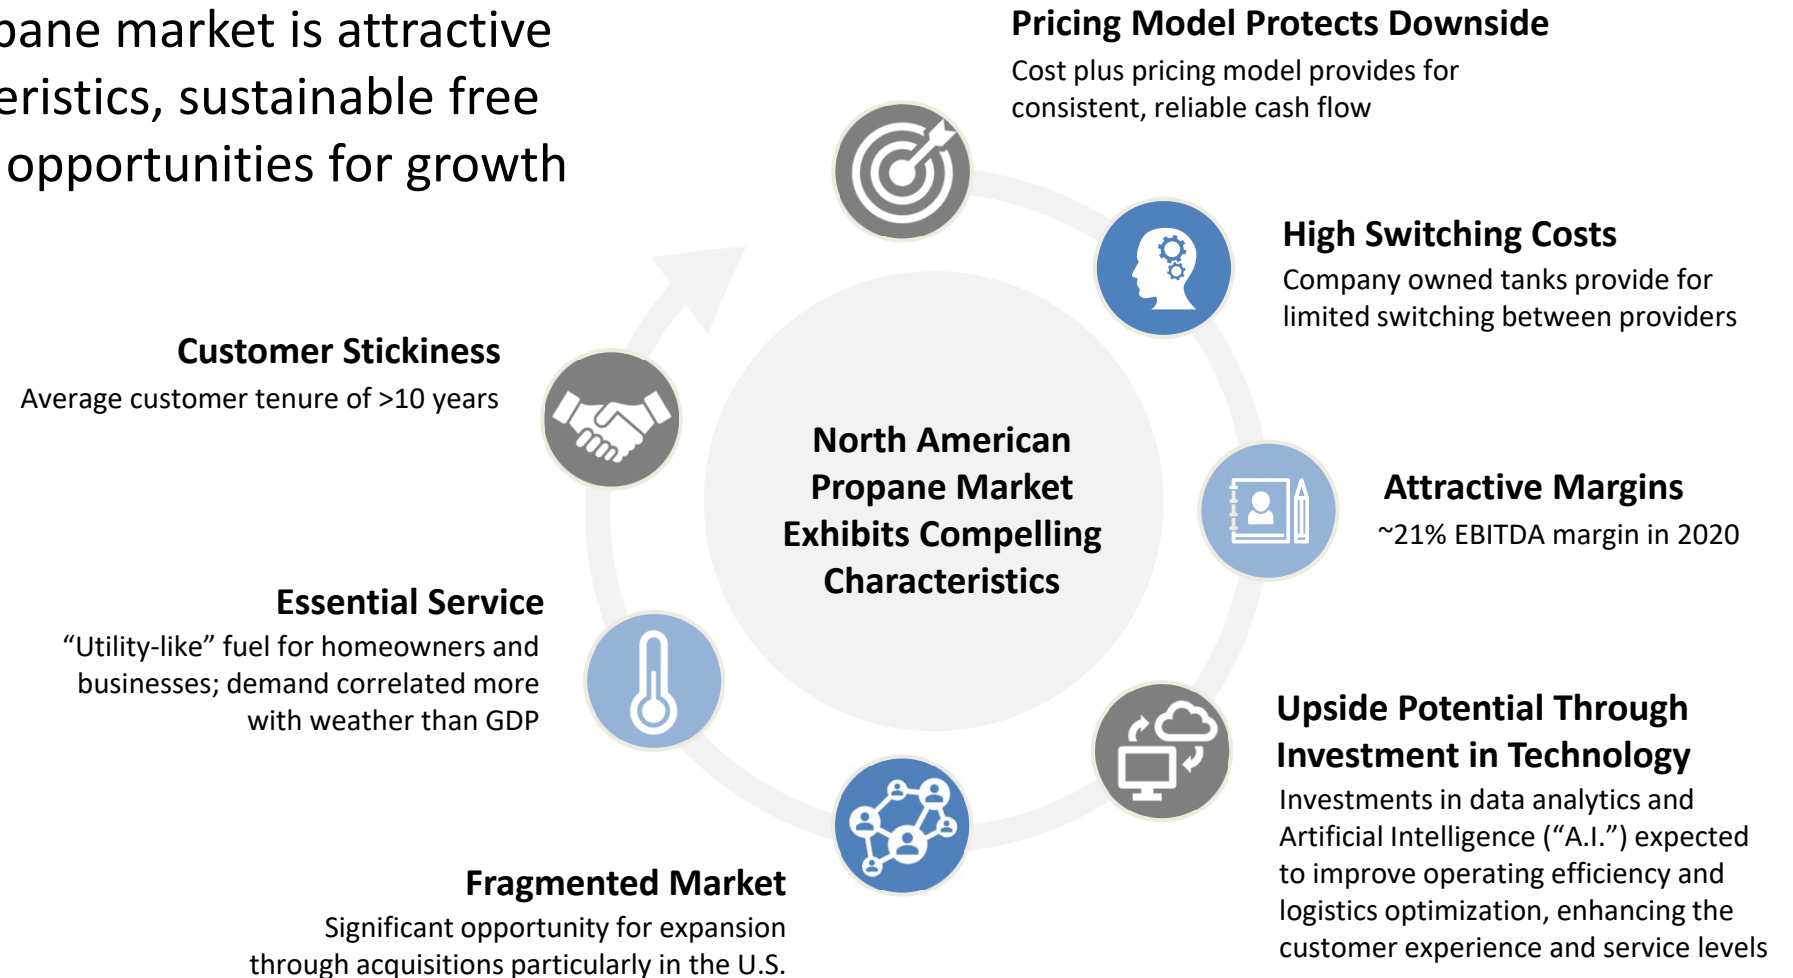 pane market is attractive
eristics, sustainable free
opportunities for growth
Pricing Model Protects Downside
Cost plus pricing model provides for
consistent, reliable cash flow
High Switching Costs
Company owned tanks provide for
limited switching between providers
Attractive Margins
~21% EBITDA margin in 2020
Upside Potential Through
Investment in Technology
Investments in data analytics and
Artificial Intelligence (“A.I.”) expected
to improve operating efficiency and
logistics optimization, enhancing the
customer experience and service levels
Fragmented Market
Significant opportunity for expansion
through acquisitions particularly in the U.S.
Essential Service
“Utility-like” fuel for homeowners and
businesses; demand correlated more
with weather than GDP
Customer Stickiness
Average customer tenure of >10 years
North American
Propane Market
Exhibits Compelling
Characteristics